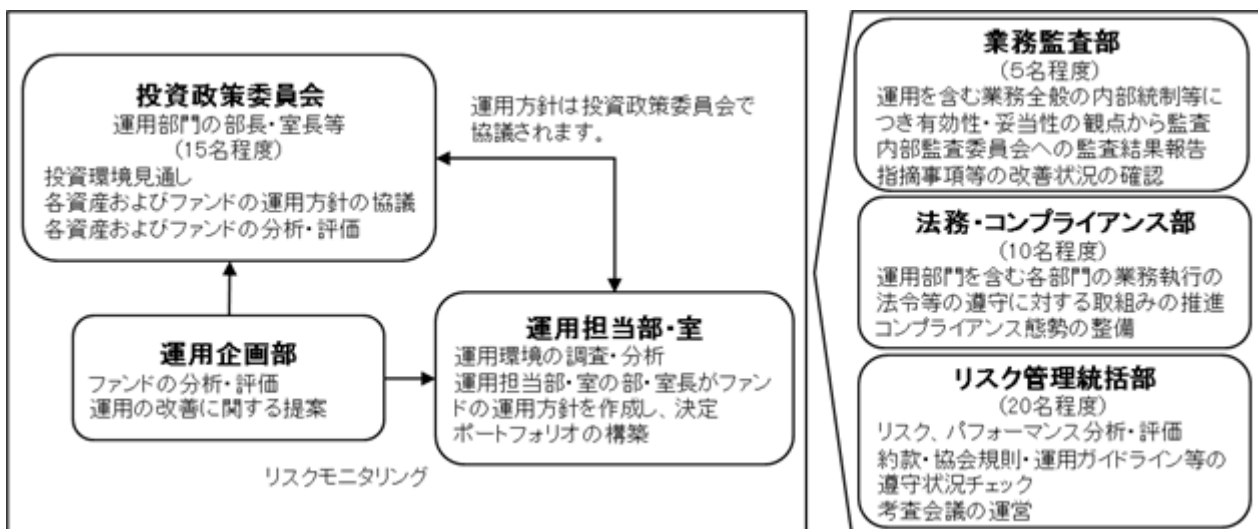 投資政策委員会
運用部門の部長・室長等
(15名程度)
投資環境見通し
各資産およびファンドの運用方針の協議
各資産およびファンドの分析・評価
運用方針は投資政策委員会で
協議されます。
運用企画部
ファンドの分析・評価
運用の改善に関する提案
運用担当部・室
運用環境の調査・分析
運用担当部・室の部・室長がファン
ドの運用方針を作成し、決定
ポートフォリオの構築
リスクモニタリング
業務監査部
(5名程度)
運用を含む業務全般の内部統制等に
つき有効性・妥当性の観点から監査
内部監査委員会への監査結果報告
指摘事項等の改善状況の確認
法務・コンプライアンス部
(10名程度)
運用部門を含む各部門の業務執行の
法令等の遵守に対する取組みの推進
コンプライアンス態勢の整備
リスク管理統括部
(20名程度)
リスク、パフォーマンス分析・評価
約款・協会規則・運用ガイドライン等の
遵守状況チェック
考査会議の運営